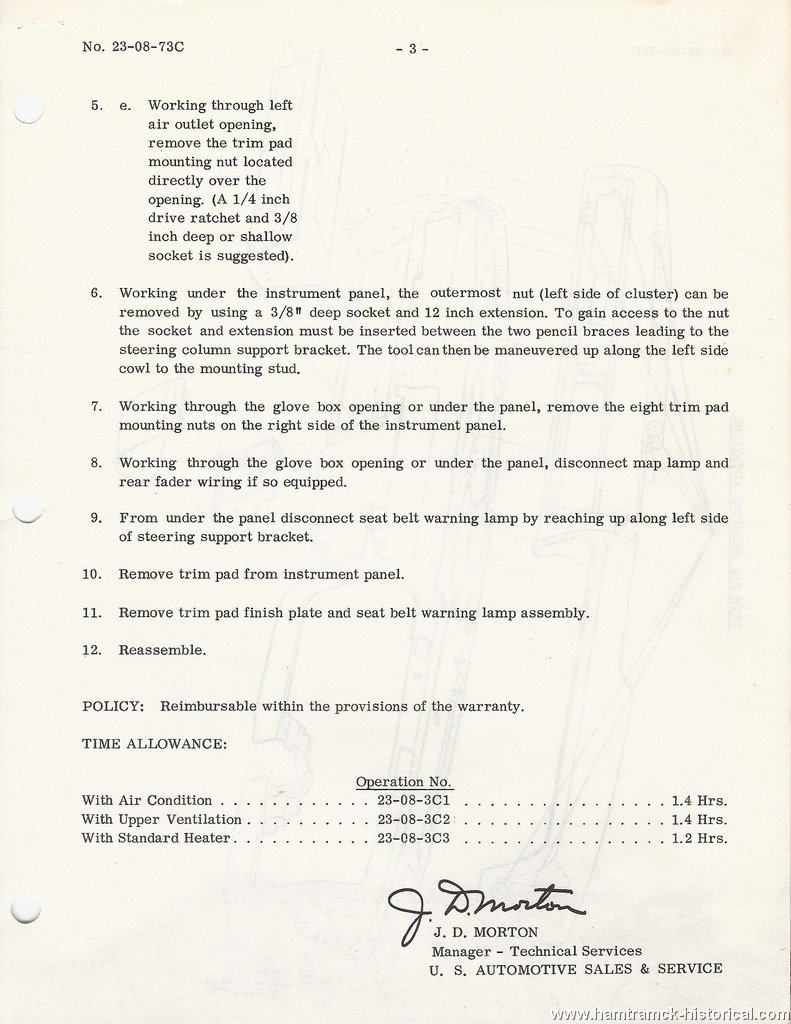 No. 23-08-73C - 3 -
5. e. Working through left
air outlet opening,
remove the trim pad
mounting nut located
directly over the
opening. (A 1/4 inch
drive ratchet and 3/8
inch deep or shallow
socket is suggested).
6. Working under the instrument panel, the outermost nut (left side of cluster) can be
removed by using a 3/8" deep socket and 12 inch extension. To gain access to the nut
the socket and extension must be inserted between the two pencil braces leading to the
steering column support bracket. The tool can then be maneuvered up along the left side
cowl to the mounting stud.
7. Working through the glove box opening or under the panel, remove the eight trim pad
mounting nuts on the right side of the instrument panel.
8. Working through the glove box opening or under the panel, disconnect map lamp and
rear fader wiring if so equipped.
9. From under the panel disconnect seat belt warning lamp by reaching up along left side
of steering support bracket.
10. Remove trim pad from instrument panel.
11. Remove trim pad finish plate and seat belt warning lamp assembly.
12. Reassemble.
POLICY: Reimbursable within the provisions of the warranty.
TIME ALLOWANCE:
Operation No.
With Air Condition . . . . . . . . . . . . 23-08-3C1 . . . . . . . . . . . . . . . . 1.4 Hrs.
With Upper Ventilation . . . . . . . . . . 23-08-3C2 . . . . . . . . . . . . . . . . 1.4 Hrs.
With Standard Heater. . . . . . . . . . . 23-08-3C3 . . . . . . . . . . . . . . . . 1.2 Hrs.
J. D. Morton
J. D. MORTON
Manager - Technical Services
U. S. AUTOMOTIVE SALES & SERVICE
www.hamtramck-historical.com